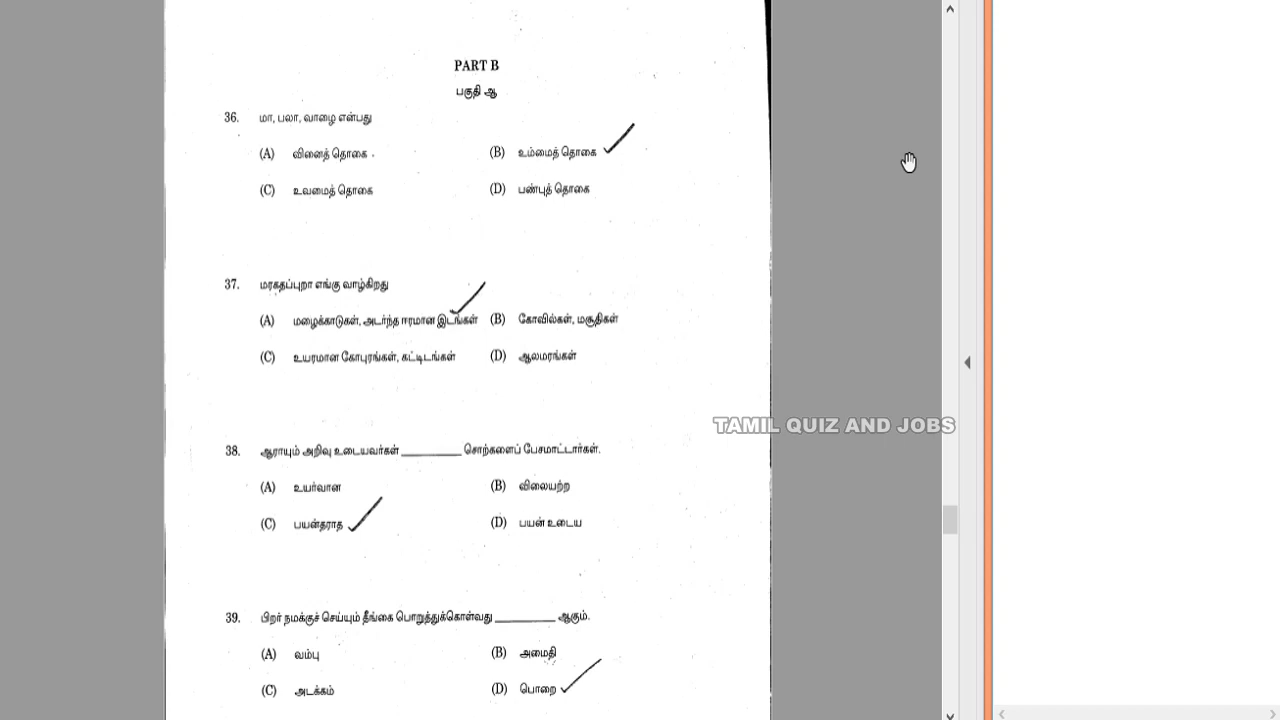 PART B
பகுதி ஆ
36. மா, பலா, வாழை என்பது
(A) வினைத் தொகை (B) உம்மைத் தொகை
(C) உவமைத் தொகை (D) பண்புத் தொகை
37. மரகதப்புறா எங்கு வாழ்கிறது
(A) மழைக்காடுகள், அடர்ந்த ஈரமான இடங்கள் (B) கோவில்கள், மசூதிகள்
(C) உயரமான கோபுரங்கள், கட்டிடங்கள் (D) ஆலமரங்கள்
TAMIL QUIZ AND JOBS
38. ஆராயும் அறிவு உடையவர்கள் __________ சொற்களைப் பேசமாட்டார்கள்.
(A) உயர்வான (B) விலையற்ற
(C) பயன்தராத (D) பயன் உடைய
39. பிறர் நமக்குச் செய்யும் தீங்கை பொறுத்துக்கொள்வது __________ ஆகும்.
(A) வம்பு (B) அமைதி
(C) அடக்கம் (D) பொறை